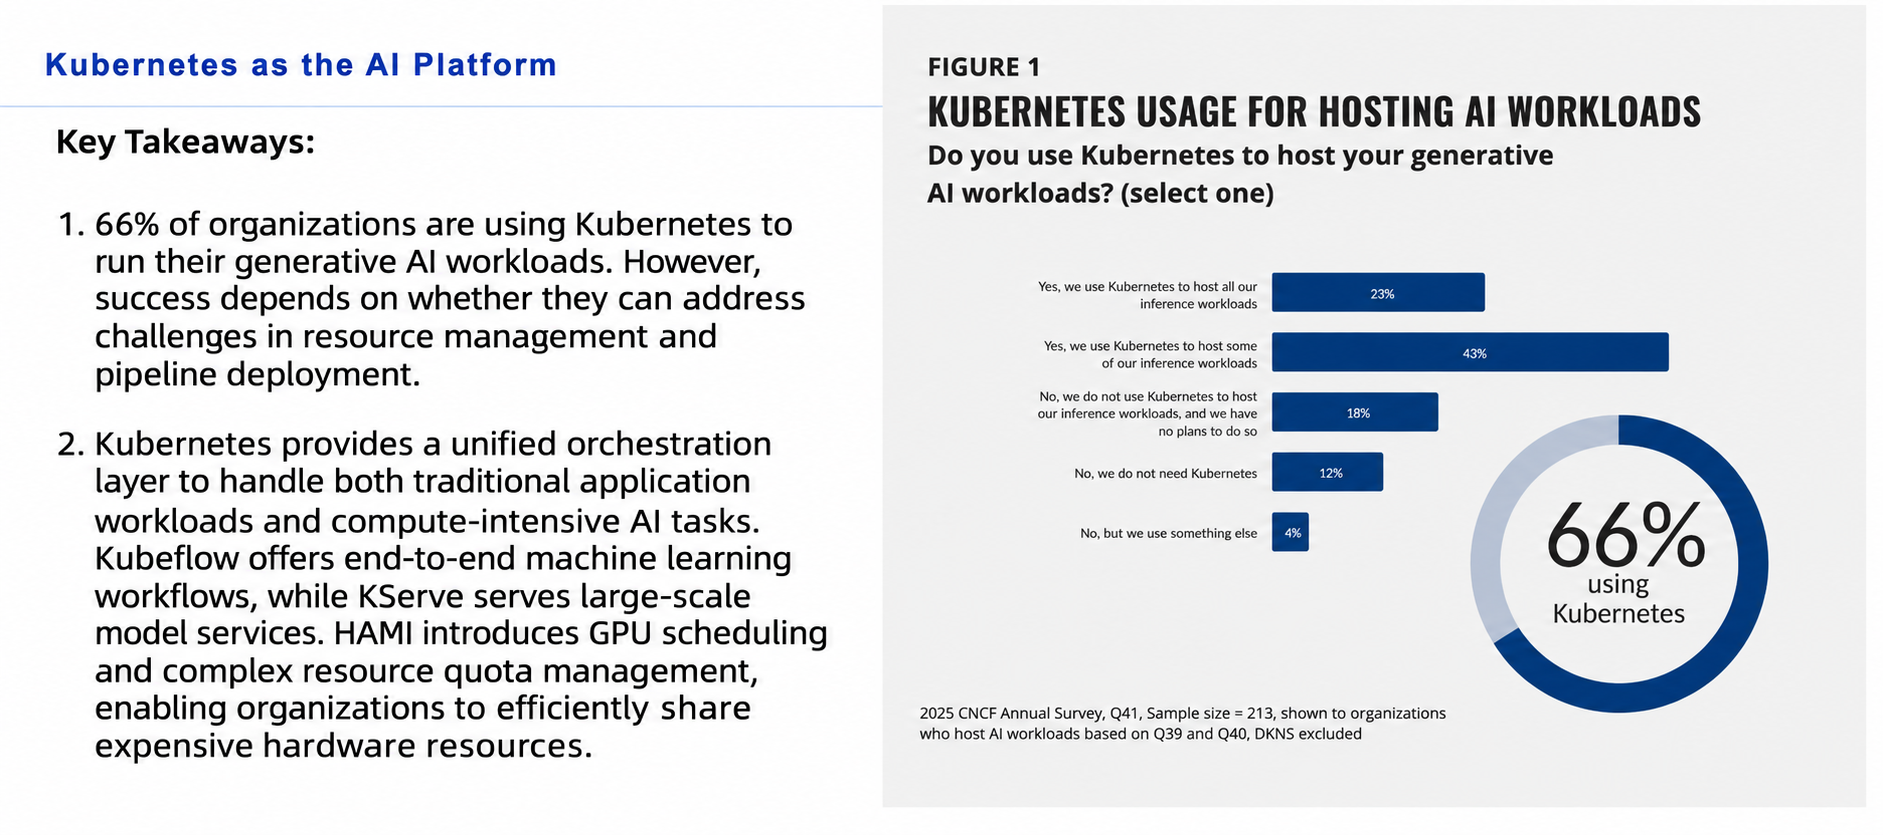 Kubernetes as the AI Platform
Key Takeaways:
1. 66% of organizations are using Kubernetes to
run their generative AI workloads. However,
success depends on whether they can address
challenges in resource management and
pipeline deployment.
2. Kubernetes provides a unified orchestration
layer to handle both traditional application
workloads and compute-intensive AI tasks.
Kubeflow offers end-to-end machine learning
workflows, while KServe serves large-scale
model services. HAMI introduces GPU scheduling
and complex resource quota management,
enabling organizations to efficiently share
expensive hardware resources.
FIGURE 1
KUBERNETES USAGE FOR HOSTING AI WORKLOADS
Do you use Kubernetes to host your generative
AI workloads? (select one)
Yes, we use Kubernetes to host all our
inference workloads
23%
Yes, we use Kubernetes to host some
of our inference workloads
43%
No, we do not use Kubernetes to host
our inference workloads, and we have
no plans to do so
18%
No, we do not need Kubernetes
12%
No, but we use something else
4%
66%
using
Kubernetes
2025 CNCF Annual Survey, Q41, Sample size = 213, shown to organizations
who host AI workloads based on Q39 and Q40, DKNS excluded